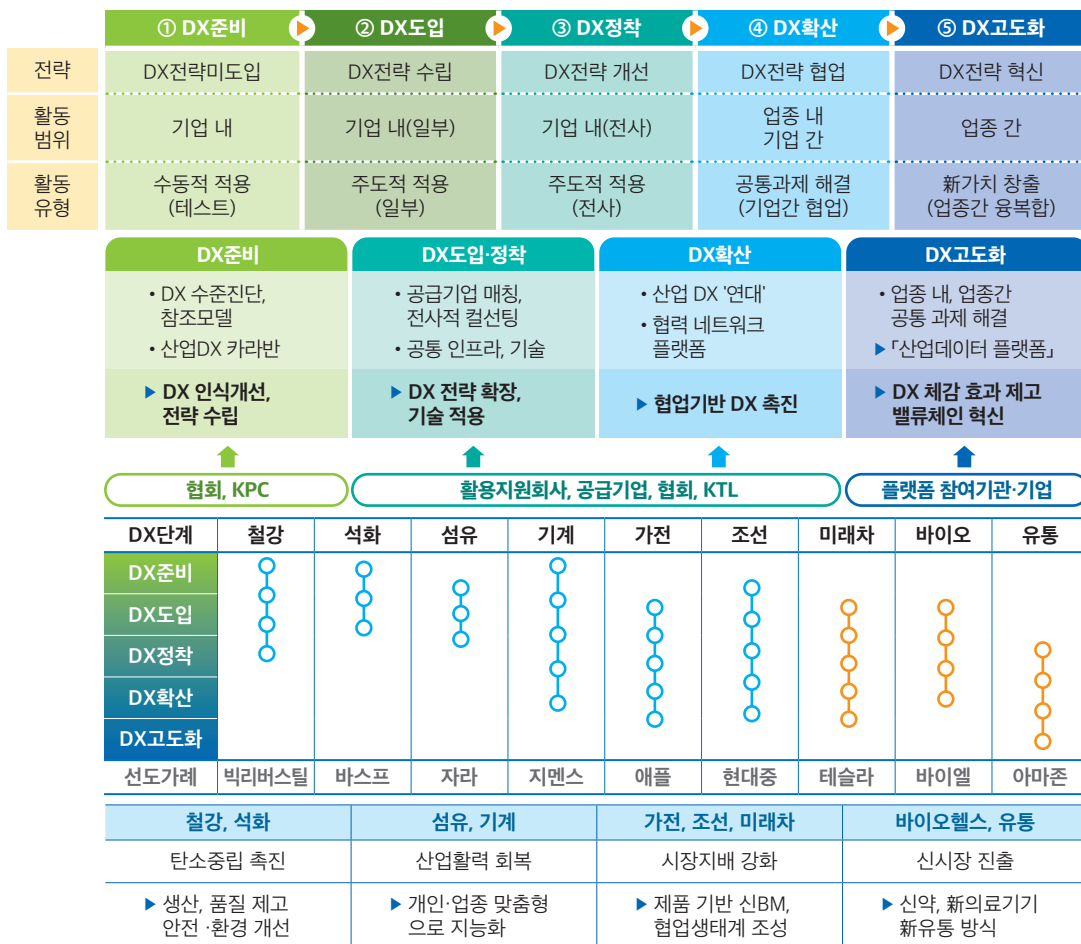 ① DX준비 ② DX도입 ③ DX정착 ④ DX확산 ⑤ DX고도화
전략 DX전략미도입 DX전략 수립 DX전략 개선 DX전략 협업 DX전략 혁신
활동
범위
기업 내 기업 내(일부) 기업 내(전사)
업종 내
기업 간
업종 간
활동
유형
수동적 적용
(테스트)
주도적 적용
(일부)
주도적 적용
(전사)
공통과제 해결
(기업간 협업)
新가치 창출
(업종간 융복합)
DX준비
• DX 수준진단,
참조모델
• 산업DX 카라반
▶ DX 인식개선,
전략 수립
DX도입·정착
• 공급기업 매칭,
전사적 컬선팅
• 공통 인프라, 기술
▶ DX 전략 확장,
기술 적용
DX확산
• 산업 DX '연대'
• 협력 네트워크
플랫폼
▶ 협업기반 DX 촉진
DX고도화
• 업종 내, 업종간
공통 과제 해결
▶ 「산업데이터 플랫폼」
▶ DX 체감 효과 제고
밸류체인 혁신
협회, KPC
활용지원회사, 공급기업, 협회, KTL
플랫폼 참여기관·기업
DX단계 철강 석화 섬유 기계 가전 조선 미래차 바이오 유통
DX준비
DX도입
DX정착
DX확산
DX고도화
선도가례 빅리버스틸 바스프 자라 지멘스 애플 현대중 테슬라 바이엘 아마존
철강, 석화 섬유, 기계 가전, 조선, 미래차 바이오헬스, 유통
탄소중립 촉진 산업활력 회복 시장지배 강화 신시장 진출
▶ 생산, 품질 제고
안전 ·환경 개선
▶ 개인·업종 맞춤형
으로 지능화
▶ 제품 기반 신BM,
협업생태계 조성
▶ 신약, 新의료기기
新유통 방식